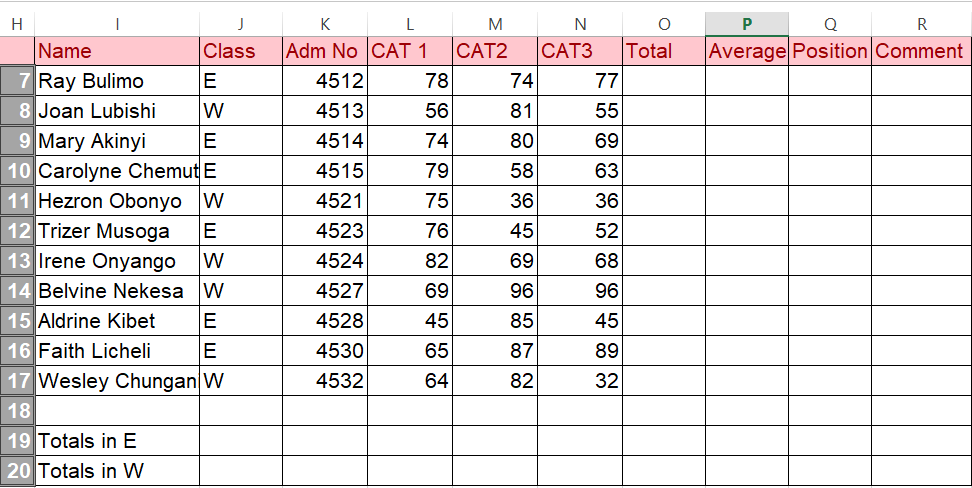 H I J K L M N O P Q R
Name Class Adm No CAT 1 CAT2 CAT3 Total Average Position Comment
7 Ray Bulimo E 4512 78 74 77
8 Joan Lubishi W 4513 56 81 55
9 Mary Akinyi E 4514 74 80 69
10 Carolyne Chemut E 4515 79 58 63
11 Hezron Obonyo W 4521 75 36 36
12 Trizer Musoga E 4523 76 45 52
13 Irene Onyango W 4524 82 69 68
14 Belvine Nekesa W 4527 69 96 96
15 Aldrine Kibet E 4528 45 85 45
16 Faith Licheli E 4530 65 87 89
17 Wesley Chungani W 4532 64 82 32
18
19 Totals in E
20 Totals in W